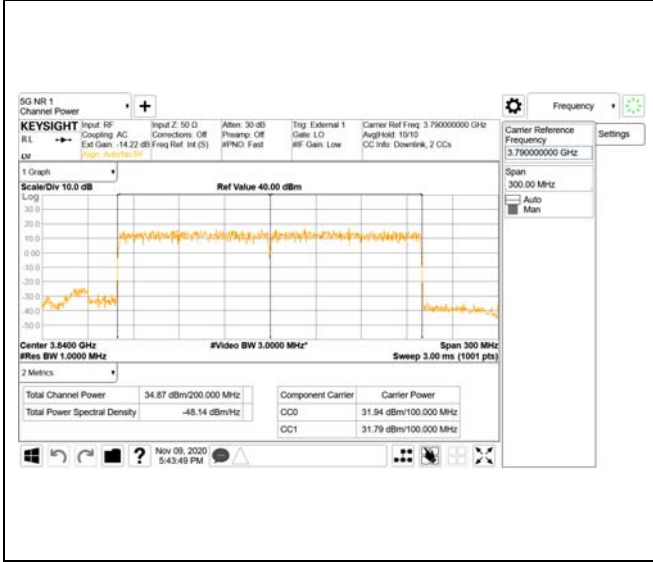 5G NR 1
Channel Power
Frequency
KEYSIGHT
RL
Input: RF
Coupling: AC
Ext Gain: -14.22 dB
Align: Auto/No RF
Input Z: 50 Ω
Corrections: Off
Freq Ref: Int (S)
Atten: 30 dB
Preamp: Off
#PNO: Fast
Trig: External 1
Gate: LO
#IF Gain: Low
Carrier Ref Freq: 3.790000000 GHz
Avg|Hold: 10/10
CC Info: Downlink, 2 CCs
Carrier Reference
Frequency
3.790000000 GHz
Span
300.00 MHz
Auto
Man
Settings
1 Graph
Scale/Div 10.0 dB
Ref Value 40.00 dBm
Log
30.0
20.0
10.0
0.00
-10.0
-20.0
-30.0
-40.0
-50.0
Center 3.8400 GHz
#Video BW 3.0000 MHz*
Span 300 MHz
#Res BW 1.0000 MHz
Sweep 3.00 ms (1001 pts)
2 Metrics
Total Channel Power 34.87 dBm/200.000 MHz
Total Power Spectral Density -48.14 dBm/Hz
Component Carrier Carrier Power
CC0 31.94 dBm/100.000 MHz
CC1 31.79 dBm/100.000 MHz
?
Nov 09, 2020
5:43:49 PM